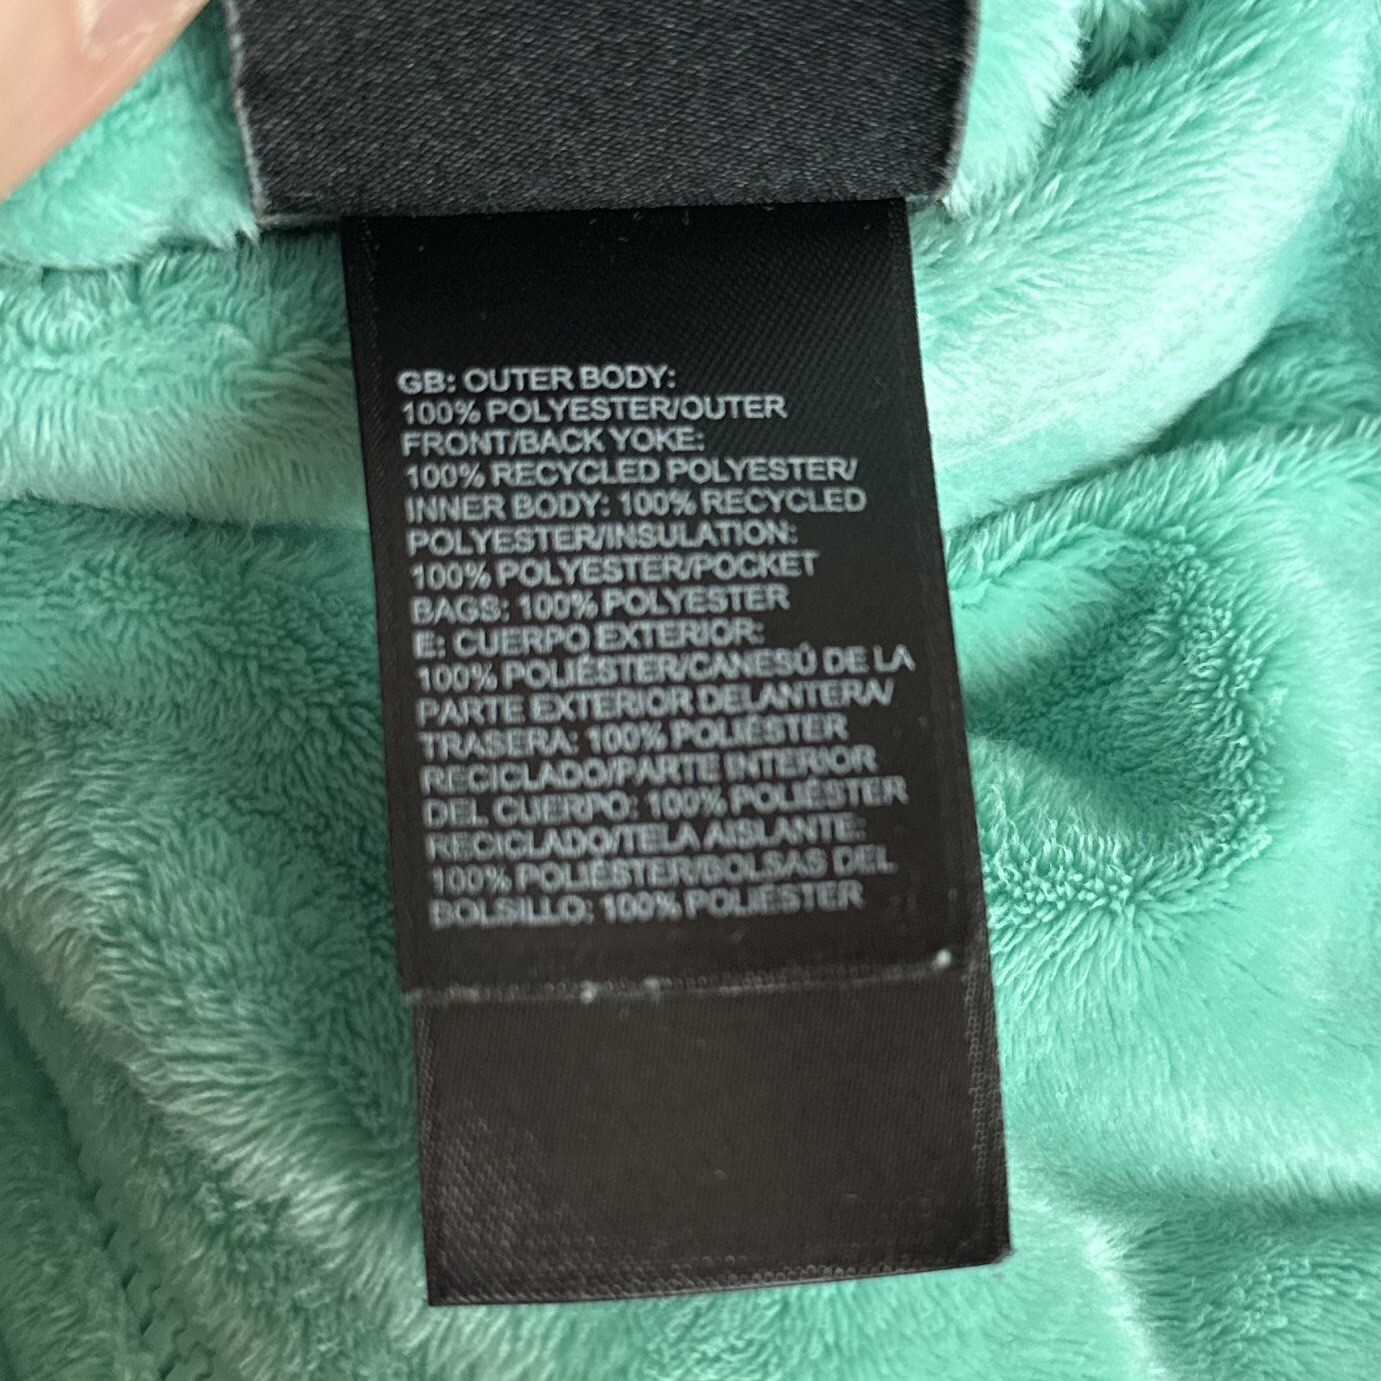 GB: OUTER BODY:
100% POLYESTER/OUTER
FRONT/BACK YOKE:
100% RECYCLED POLYESTER/
INNER BODY: 100% RECYCLED
POLYESTER/INSULATION:
100% POLYESTER/POCKET
BAGS: 100% POLYESTER
E: CUERPO EXTERIOR:
100% POLIÉSTER/CANESÚ DE LA
PARTE EXTERIOR DELANTERA/
TRASERA: 100% POLIÉSTER
RECICLADO/PARTE INTERIOR
DEL CUERPO: 100% POLIÉSTER
RECICLADO/TELA AISLANTE:
100% POLIÉSTER/BOLSAS DEL
BOLSILLO: 100% POLIÉSTER